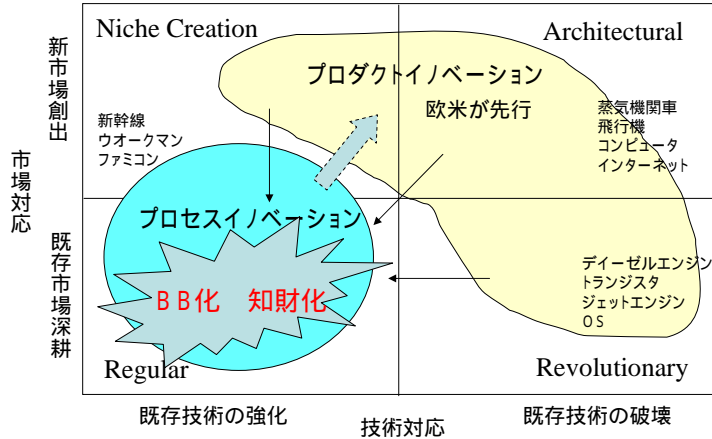 Niche Creation
Architectural
プロダクトイノベーション
欧米が先行
新市場創出
新幹線
ウオークマン
ファミコン
蒸気機関車
飛行機
コンピュータ
インターネット
市場対応
プロセスイノベーション
既存市場深耕
BB化 知財化
デイーゼルエンジン
トランジスタ
ジェットエンジン
OS
Regular
Revolutionary
既存技術の強化
技術対応
既存技術の破壊